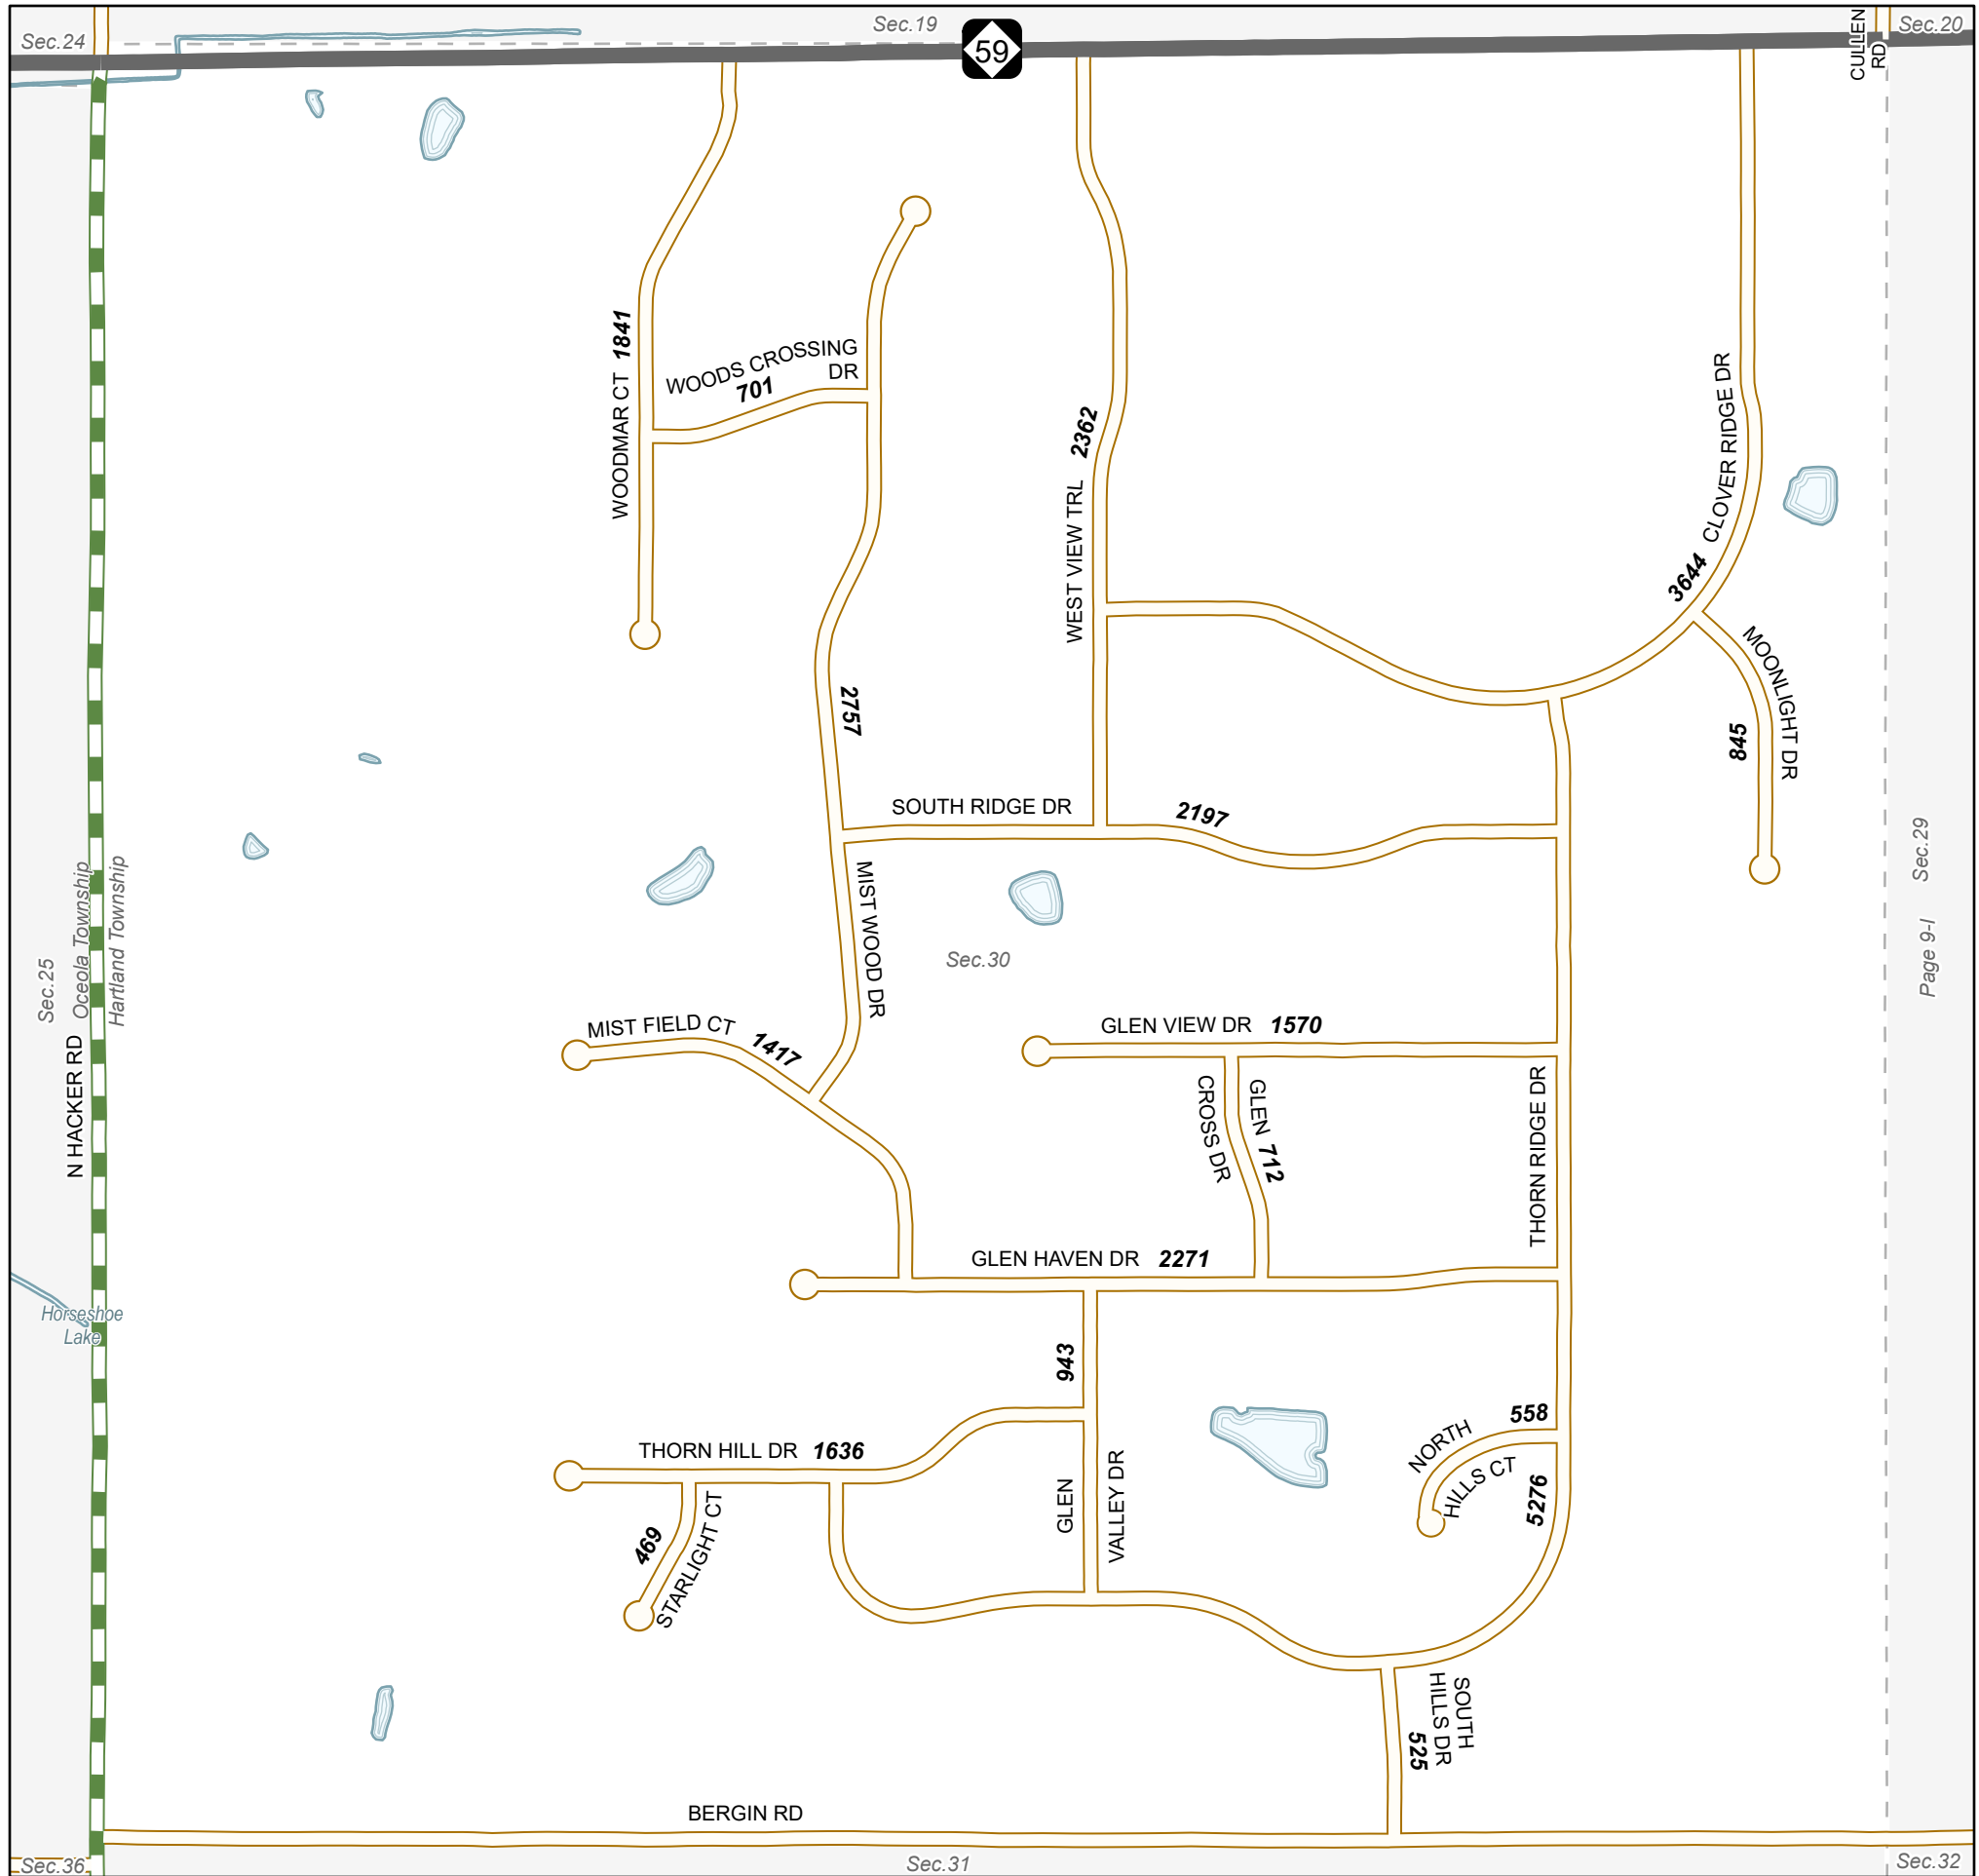 Sec.24
Sec.19
59
CULLEN
RD
Sec.20
WOODMAR CT 1841
WOODS CROSSING
DR
701
2362
WEST VIEW TRL
CLOVER RIDGE DR
3644
MOONLIGHT DR
845
2757
SOUTH RIDGE DR
2197
MIST WOOD DR
Sec.30
Sec.29
Page 9-I
Sec.25
Oceola Township
Hartland Township
N HACKER RD
MIST FIELD CT
1417
GLEN VIEW DR 1570
GLEN 712
CROSS DR
THORN RIDGE DR
GLEN HAVEN DR 2271
Horseshoe
Lake
943
THORN HILL DR 1636
GLEN
VALLEY DR
558
NORTH
HILLS CT
5276
469
STARLIGHT CT
SOUTH
HILLS DR
525
BERGIN RD
Sec.36
Sec.31
Sec.32